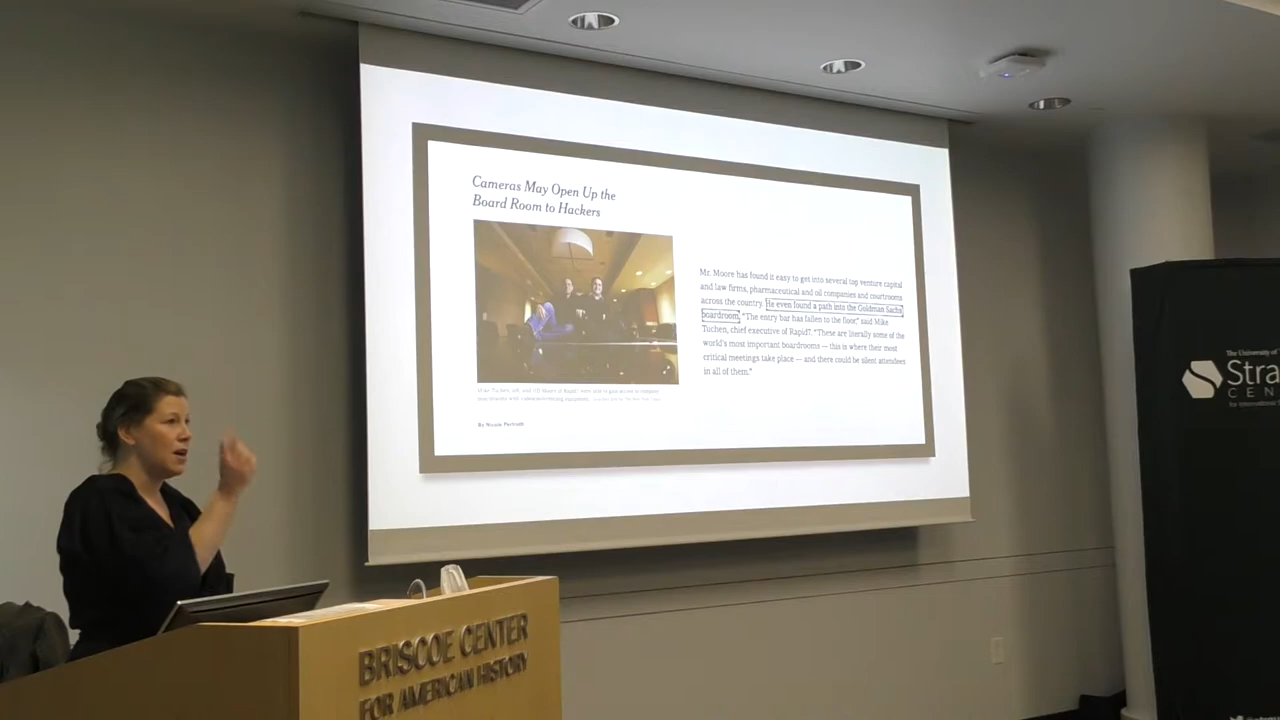 Cameras May Open Up the
Board Room to Hackers
By Nicole Perlroth
Mr. Moore has found it easy to get into several top venture capital
and law firms, pharmaceutical and oil companies and courtrooms
across the country. He even found a path into the Goldman Sachs
boardroom. "The entry bar has fallen to the floor," said Mike
Tuchen, chief executive of Rapid7. "These are literally some of the
world's most important boardrooms — this is where their most
critical meetings take place — and there could be silent attendees
in all of them."
BRISCOE CENTER
FOR AMERICAN HISTORY
The University of
Stra
CEN
for International